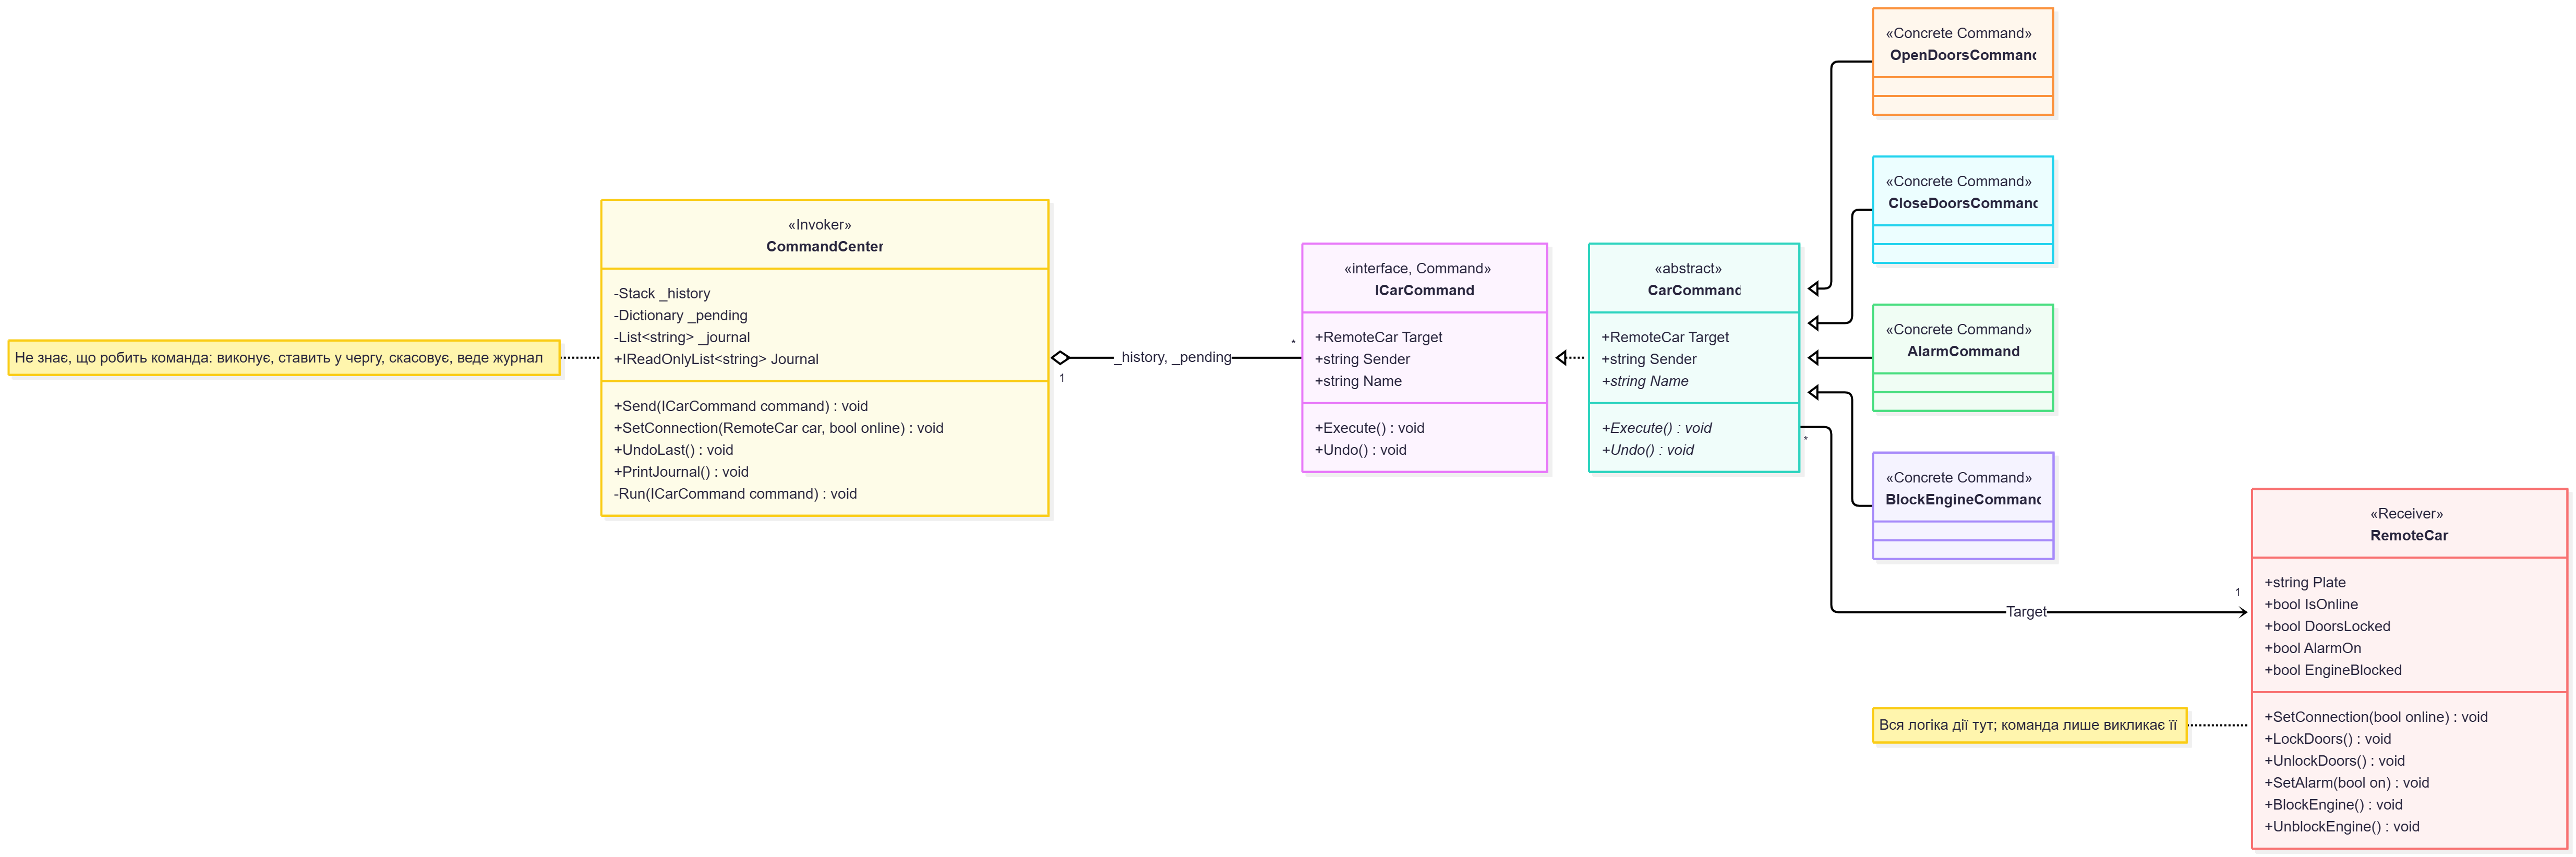 Не знає, що робить команда: виконує, ставить у чергу, скасовує, веде журнал
«Invoker»
CommandCenter
-Stack _history
-Dictionary _pending
-List<string> _journal
+IReadOnlyList<string> Journal
+Send(ICarCommand command) : void
+SetConnection(RemoteCar car, bool online) : void
+UndoLast() : void
+PrintJournal() : void
-Run(ICarCommand command) : void
1
_history, _pending
*
«interface, Command»
ICarCommand
+RemoteCar Target
+string Sender
+string Name
+Execute() : void
+Undo() : void
«abstract»
CarCommand
+RemoteCar Target
+string Sender
+string Name
+Execute() : void
+Undo() : void
*
«Concrete Command»
OpenDoorsCommand
«Concrete Command»
CloseDoorsCommand
«Concrete Command»
AlarmCommand
«Concrete Command»
BlockEngineCommand
Target
1
Вся логіка дії тут; команда лише викликає її
«Receiver»
RemoteCar
+string Plate
+bool IsOnline
+bool DoorsLocked
+bool AlarmOn
+bool EngineBlocked
+SetConnection(bool online) : void
+LockDoors() : void
+UnlockDoors() : void
+SetAlarm(bool on) : void
+BlockEngine() : void
+UnblockEngine() : void